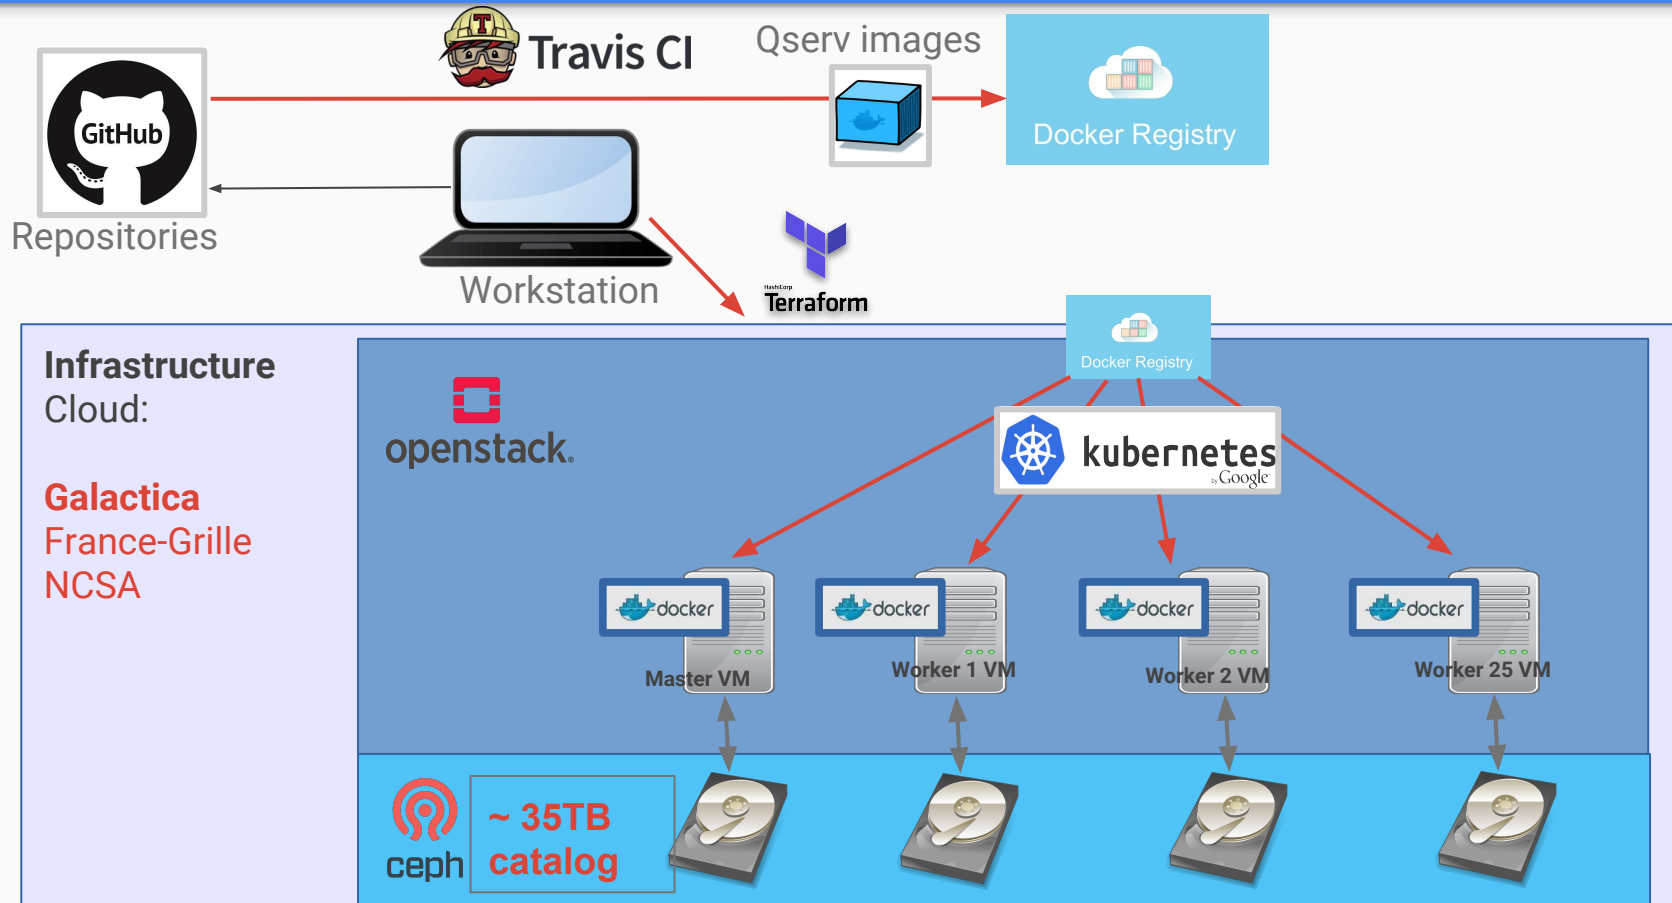 Travis CI
Qserv images
GitHub
Docker Registry
Repositories
Workstation
HashiCorp
Terraform
Infrastructure
Cloud:
Galactica
France-Grille
NCSA
openstack.
Docker Registry
kubernetes
by Google
docker
docker
docker
docker
Master VM
Worker 1 VM
Worker 2 VM
Worker 25 VM
ceph
~ 35TB
catalog